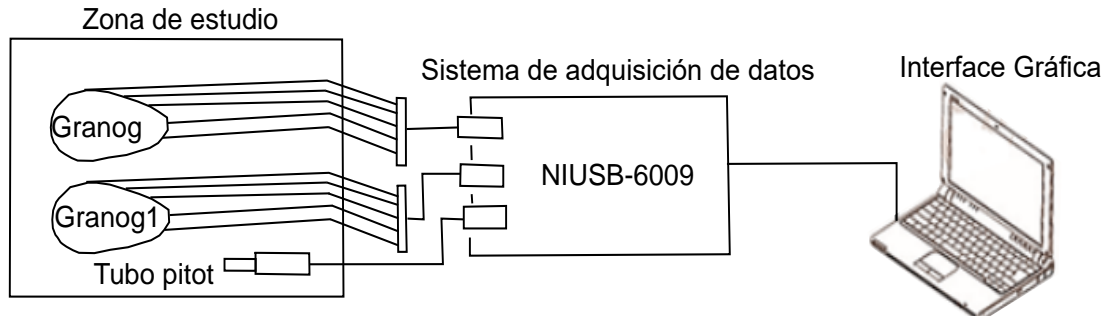 Zona de estudio
Sistema de adquisición de datos
Interface Gráfica
Granog
NIUSB-6009
Granog1
Tubo pitot